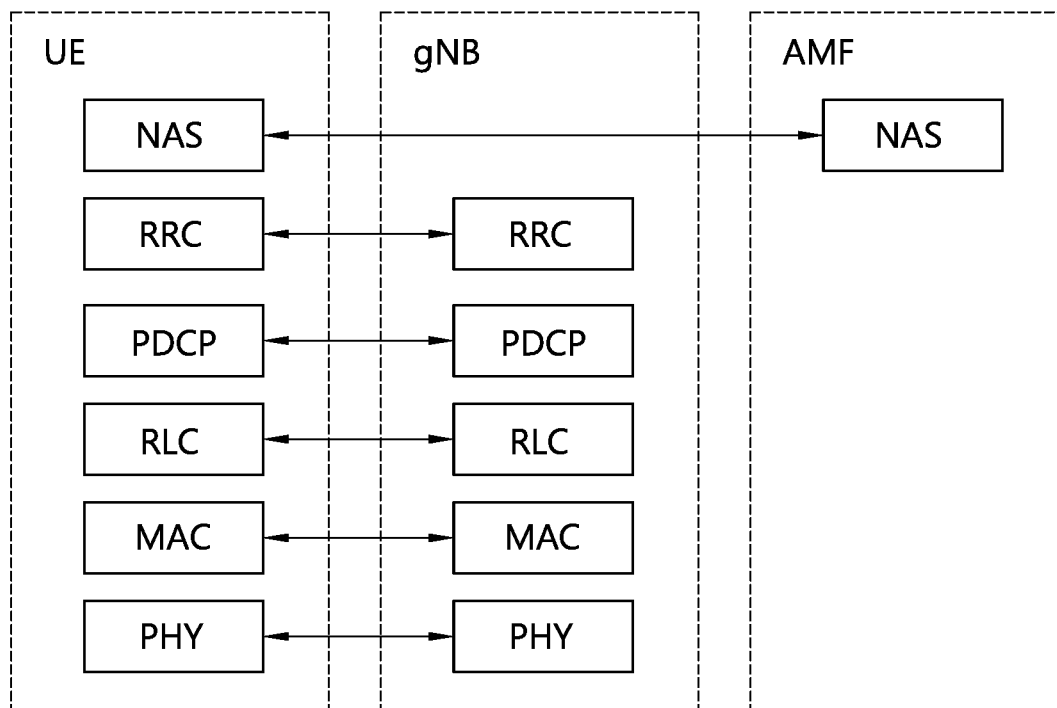 UE gNB AMF
NAS NAS
RRC RRC
PDCP PDCP
RLC RLC
MAC MAC
PHY PHY